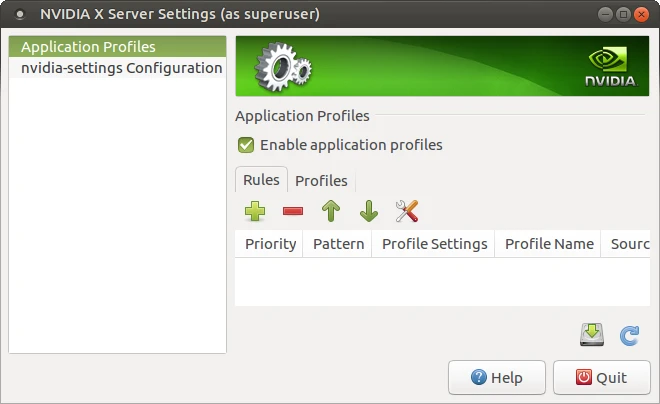 NVIDIA X Server Settings (as superuser)
Application Profiles
nvidia-settings Configuration
NVIDIA
Application Profiles
Enable application profiles
Rules Profiles
Priority Pattern Profile Settings Profile Name Sourc
Help Quit